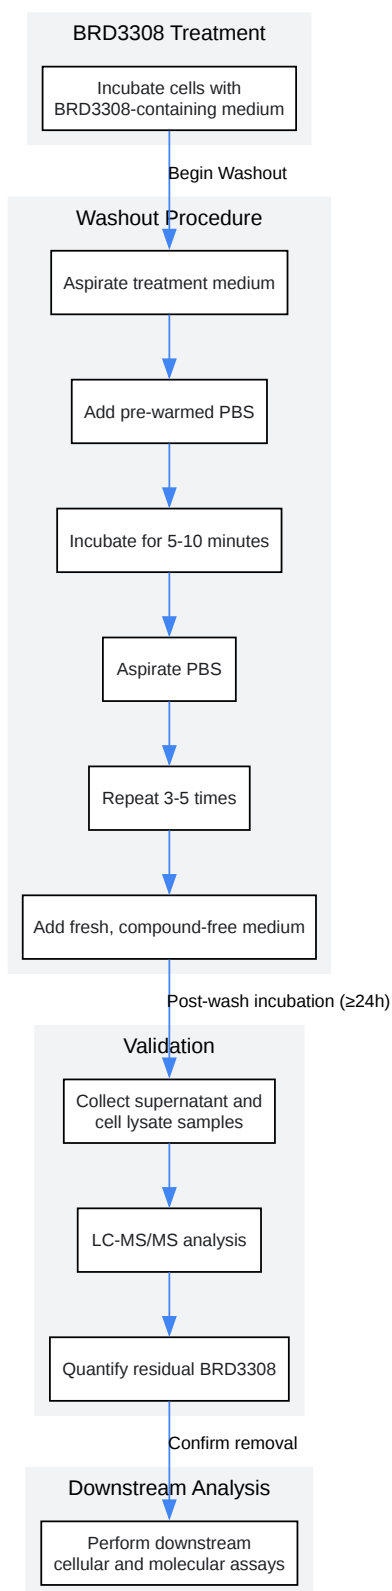 BRD3308 Treatment
Incubate cells with
BRD3308-containing medium
Begin Washout
Washout Procedure
Aspirate treatment medium
Add pre-warmed PBS
Incubate for 5-10 minutes
Aspirate PBS
Repeat 3-5 times
Add fresh, compound-free medium
Post-wash incubation (≥24h)
Validation
Collect supernatant and
cell lysate samples
LC-MS/MS analysis
Quantify residual BRD3308
Confirm removal
Downstream Analysis
Perform downstream
cellular and molecular assays